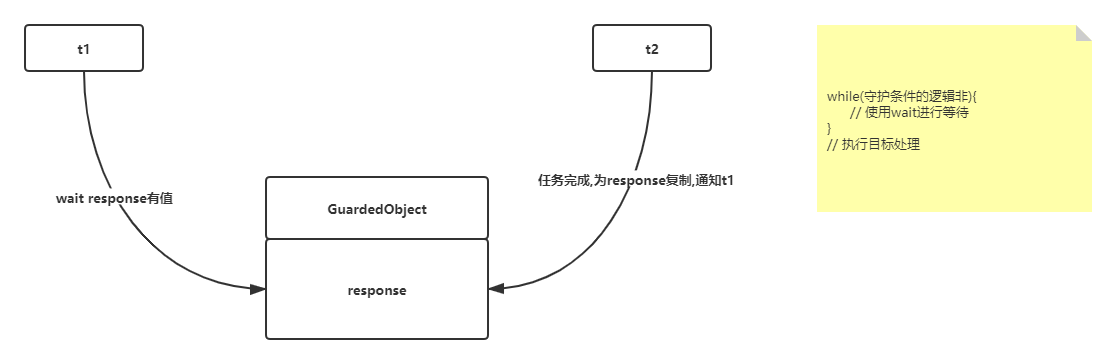 t1
t2
while(守护条件的逻辑非){
// 使用wait进行等待
}
// 执行目标处理
任务完成,为response复制,通知t1
wait response有值
GuardedObject
response